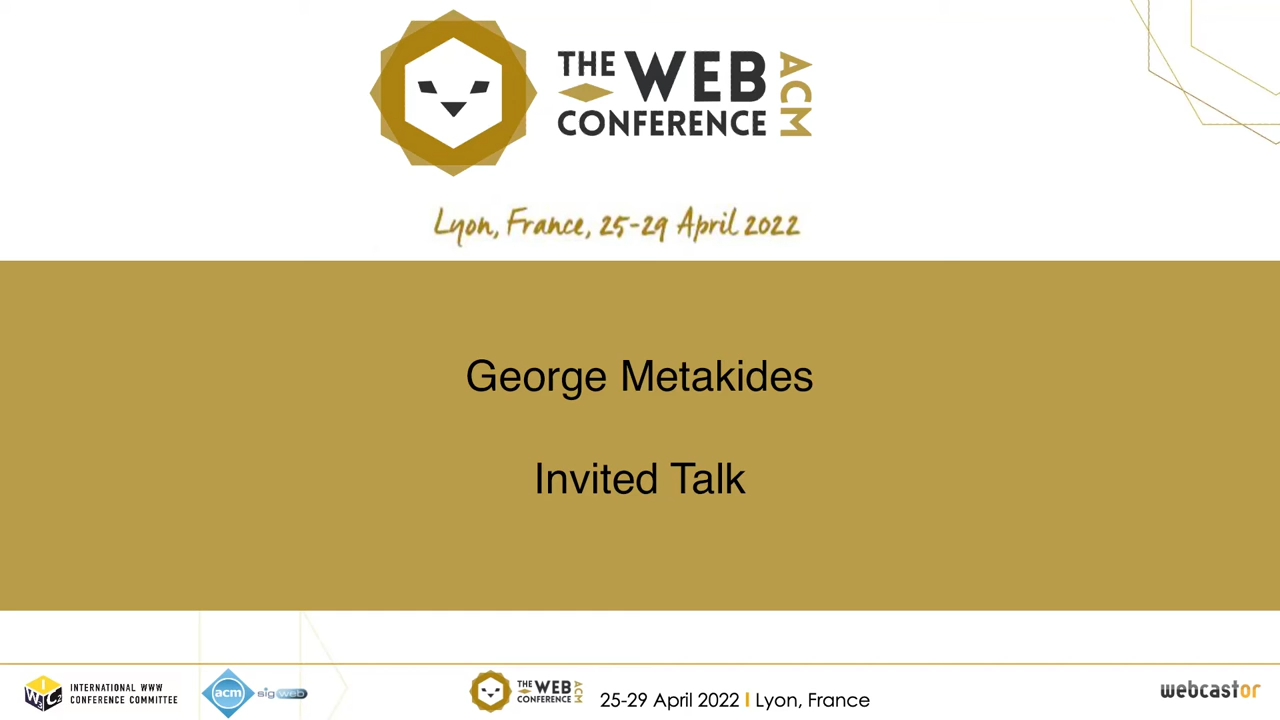 THE WEB
CONFERENCE
ACM
Lyon, France, 25-29 April 2022
George Metakides
Invited Talk
INTERNATIONAL WWW
CONFERENCE COMMITTEE
acm
sigweb
THE WEB
CONFERENCE
ACM
25-29 April 2022 | Lyon, France
webcastor